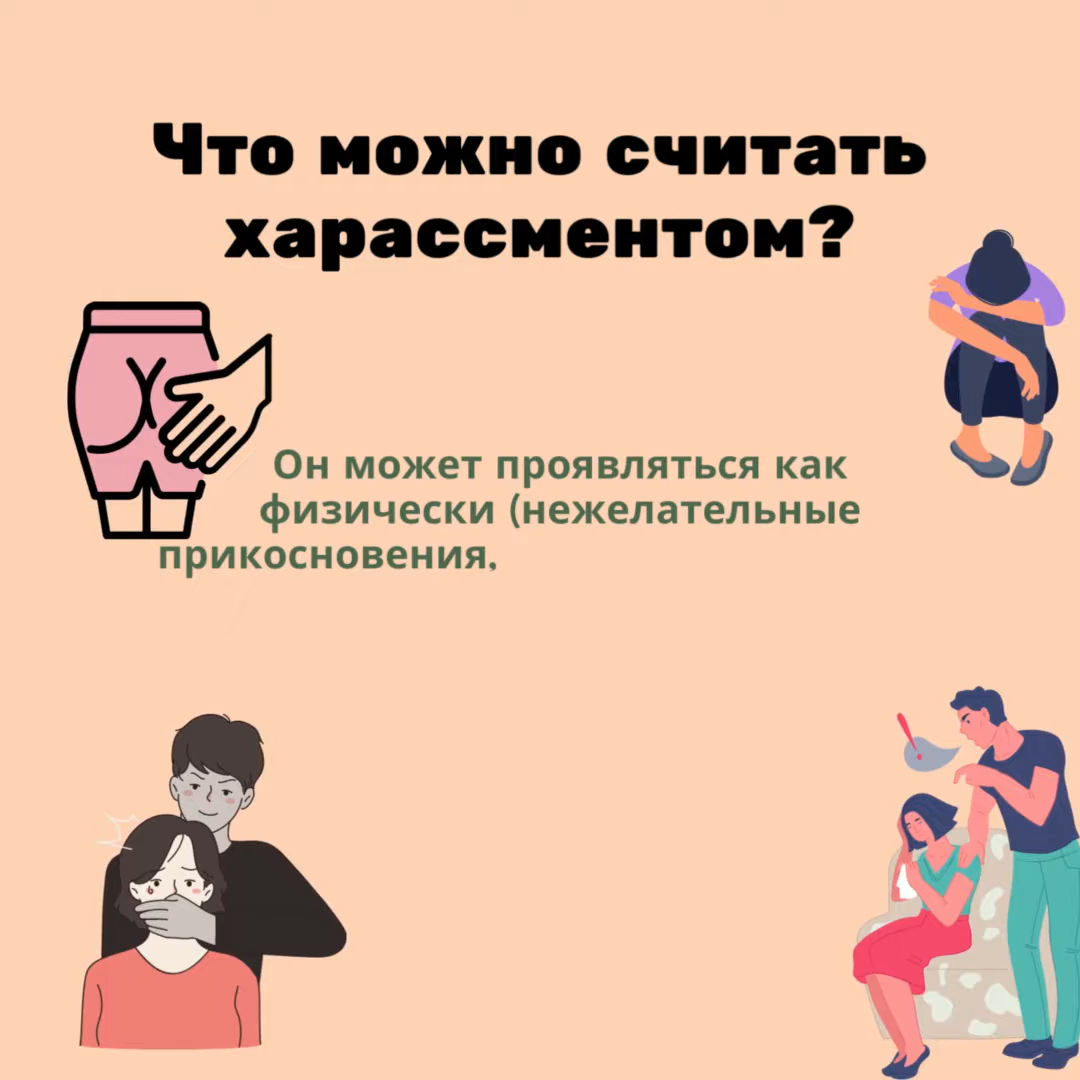 Что можно считать
харассментом?
Он может проявляться как
физически (нежелательные
прикосновения,